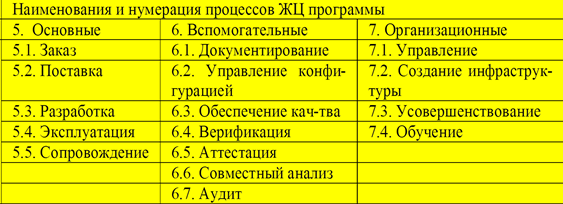 Наименования и нумерация процессов ЖЦ программы
5. Основные 6. Вспомогательные 7. Организационные
5.1. Заказ 6.1. Документирование 7.1. Управление
5.2. Поставка 6.2. Управление конфи- 7.2. Создание инфраструк-
гурацией туры
5.3. Разработка 6.3. Обеспечение кач-тва 7.3. Усовершенствование
5.4. Эксплуатация 6.4. Верификация 7.4. Обучение
5.5. Сопровождение 6.5. Аттестация
6.6. Совместный анализ
6.7. Аудит